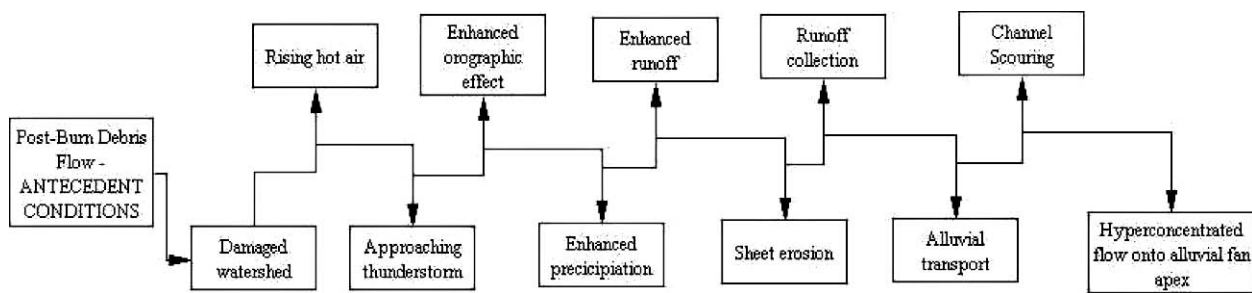 Rising hot air
Enhanced
orographic
effect
Enhanced
runoff
Runoff
collection
Channel
Scouring
Post-Burn Debris
Flow -
ANTECEDENT
CONDITIONS
Damaged
watershed
Approaching
thunderstorm
Enhanced
precicipiation
Sheet erosion
Alluvial
transport
Hyperconcentrated
flow onto alluvial fan
apex